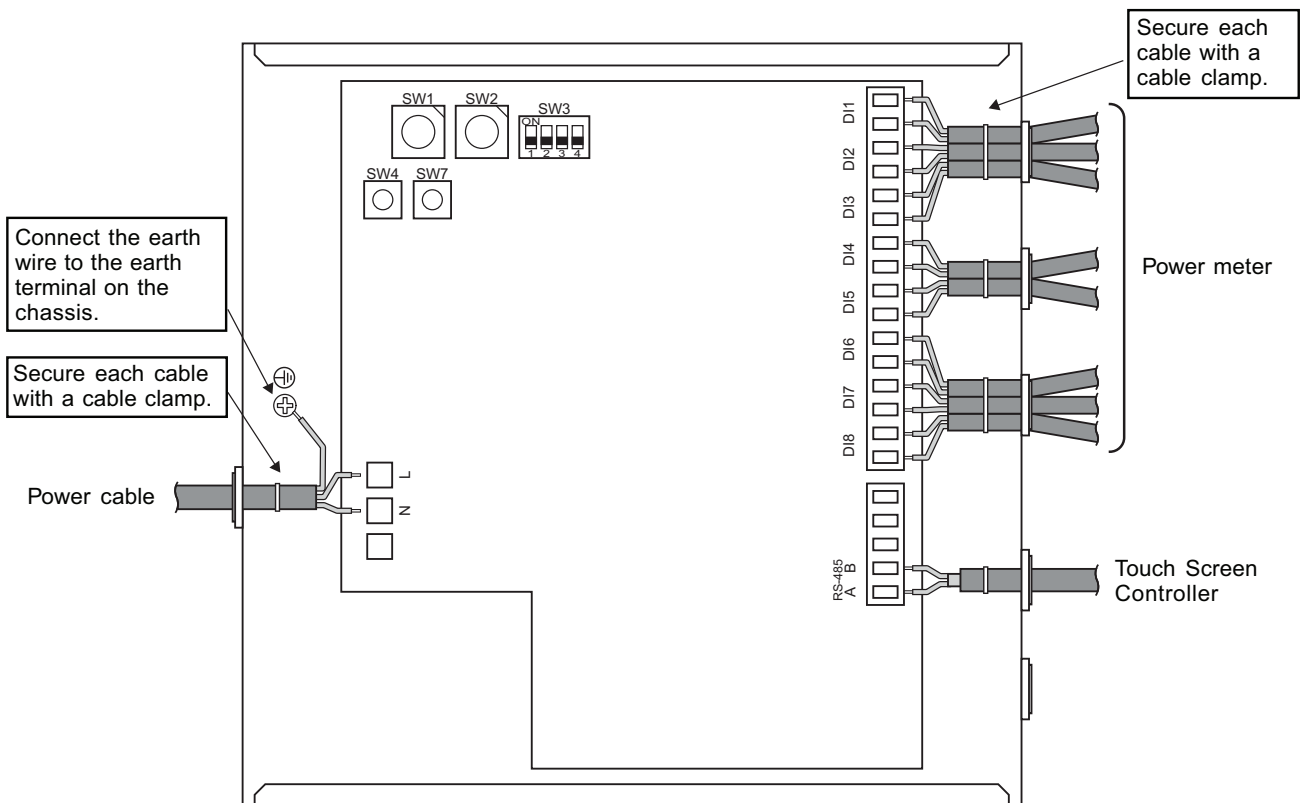 Secure each
cable with a
cable clamp.
SW1
SW2
SW3
ON
1 2 3 4
SW4
SW7
DI1
DI2
DI3
DI4
DI5
DI6
DI7
DI8
Power meter
Connect the earth
wire to the earth
terminal on the
chassis.
Secure each cable
with a cable clamp.
Power cable
L
N
RS-485
A B
Touch Screen
Controller